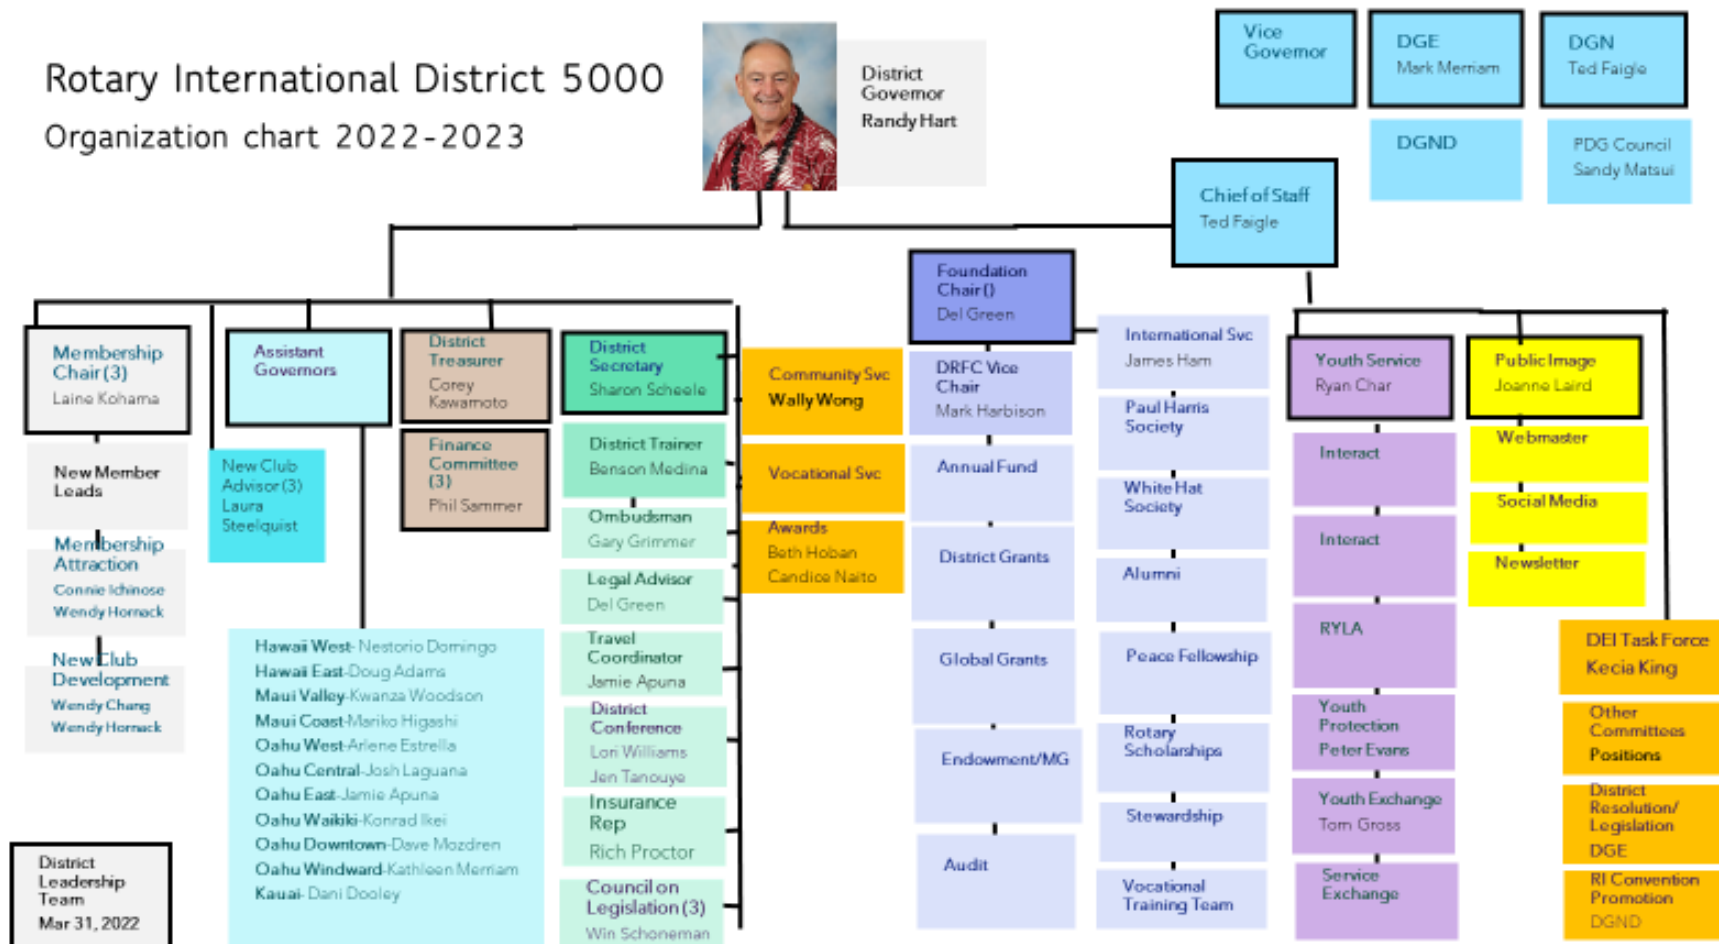 Rotary International District 5000
Organization chart 2022-2023
District
Governor
Randy Hart
Vice
Governor
DGE
Mark Merriam
DGN
Ted Faigle
DGND
PDG Council
Sandy Matsui
Chief of Staff
Ted Faigle
Membership
Chair (3)
Laine Kohama
New Member
Leads
Membership
Attraction
Connie Ichinose
Wendy Hornack
New Club
Development
Wendy Chang
Wendy Hornack
District
Leadership
Team
Mar 31, 2022
New Club
Advisor (3)
Laura
Steelquist
Assistant
Governors
Hawaii West- Nestorio Domingo
Hawaii East-Doug Adams
Maui Valley-Kwanza Woodson
Maui Coast-Mariko Higashi
Oahu West-Arlene Estrella
Oahu Central-Josh Laguana
Oahu East-Jamie Apuna
Oahu Waikiki-Konrad Ikei
Oahu Downtown-Dave Mozdren
Oahu Windward-Kathleen Merriam
Kauai- Dani Dooley
District
Treasurer
Corey
Kawamoto
Finance
Committee
(3)
Phil Sammer
District
Secretary
Sharon Scheele
District Trainer
Benson Medina
Ombudsman
Gary Grimmer
Legal Advisor
Del Green
Travel
Coordinator
Jamie Apuna
District
Conference
Lori Williams
Jen Tanouye
Insurance
Rep
Rich Proctor
Council on
Legislation (3)
Win Schoneman
Community Svc
Wally Wong
Vocational Svc
Awards
Beth Hoban
Candice Naito
Foundation
Chair ()
Del Green
DRFC Vice
Chair
Mark Harbison
Annual Fund
District Grants
Global Grants
Endowment/MG
Audit
International Svc
James Ham
Paul Harris
Society
White Hat
Society
Alumni
Peace Fellowship
Rotary
Scholarships
Stewardship
Vocational
Training Team
Youth Service
Ryan Char
Interact
Interact
RYLA
Youth
Protection
Peter Evans
Youth Exchange
Tom Gross
Service
Exchange
Public Image
Joanne Laird
Webmaster
Social Media
Newsletter
DEI Task Force
Kecia King
Other
Committees
Positions
District
Resolution/
Legislation
DGE
RI Convention
Promotion
DGND